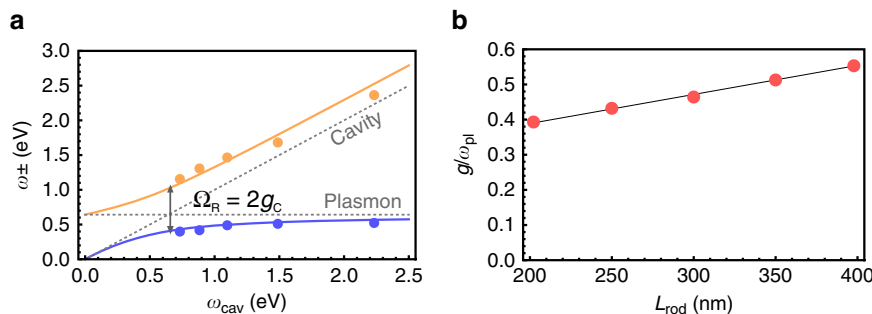 a
3.0
2.5
2.0
1.5
1.0
0.5
0.0
0.0 0.5 1.0 1.5 2.0 2.5
ω± (eV)
ω_cav (eV)
Cavity
Plasmon
Ω_R = 2g_C
b
0.6
0.5
0.4
0.3
0.2
0.1
0.0
200 250 300 350 400
g/ω_pl
L_rod (nm)